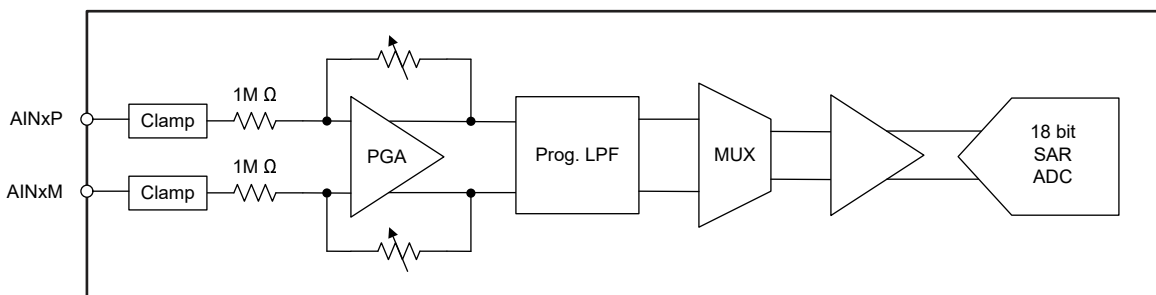 1M Ω
AINxP
Clamp
PGA
Prog. LPF
MUX
18 bit
SAR
ADC
1M Ω
AINxM
Clamp